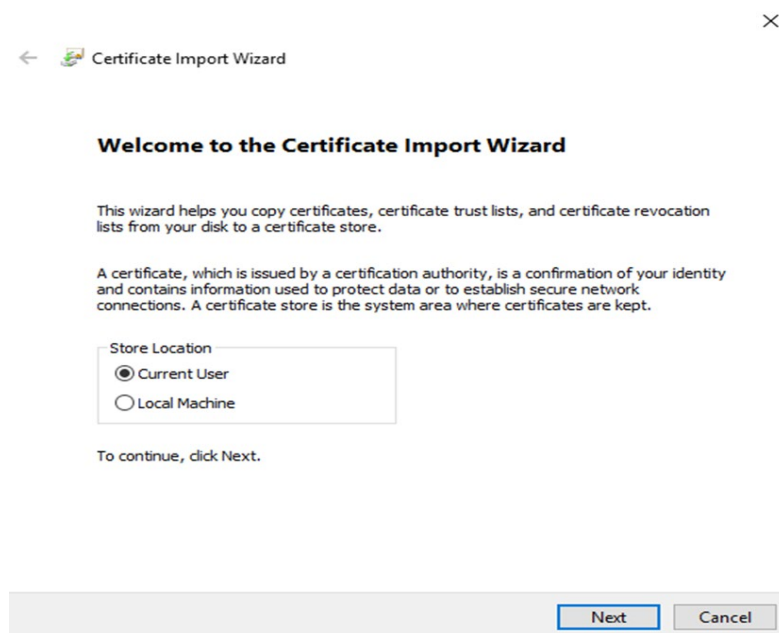 Certificate Import Wizard
Welcome to the Certificate Import Wizard
This wizard helps you copy certificates, certificate trust lists, and certificate revocation
lists from your disk to a certificate store.
A certificate, which is issued by a certification authority, is a confirmation of your identity
and contains information used to protect data or to establish secure network
connections. A certificate store is the system area where certificates are kept.
Store Location
Current User
Local Machine
To continue, click Next.
Next Cancel